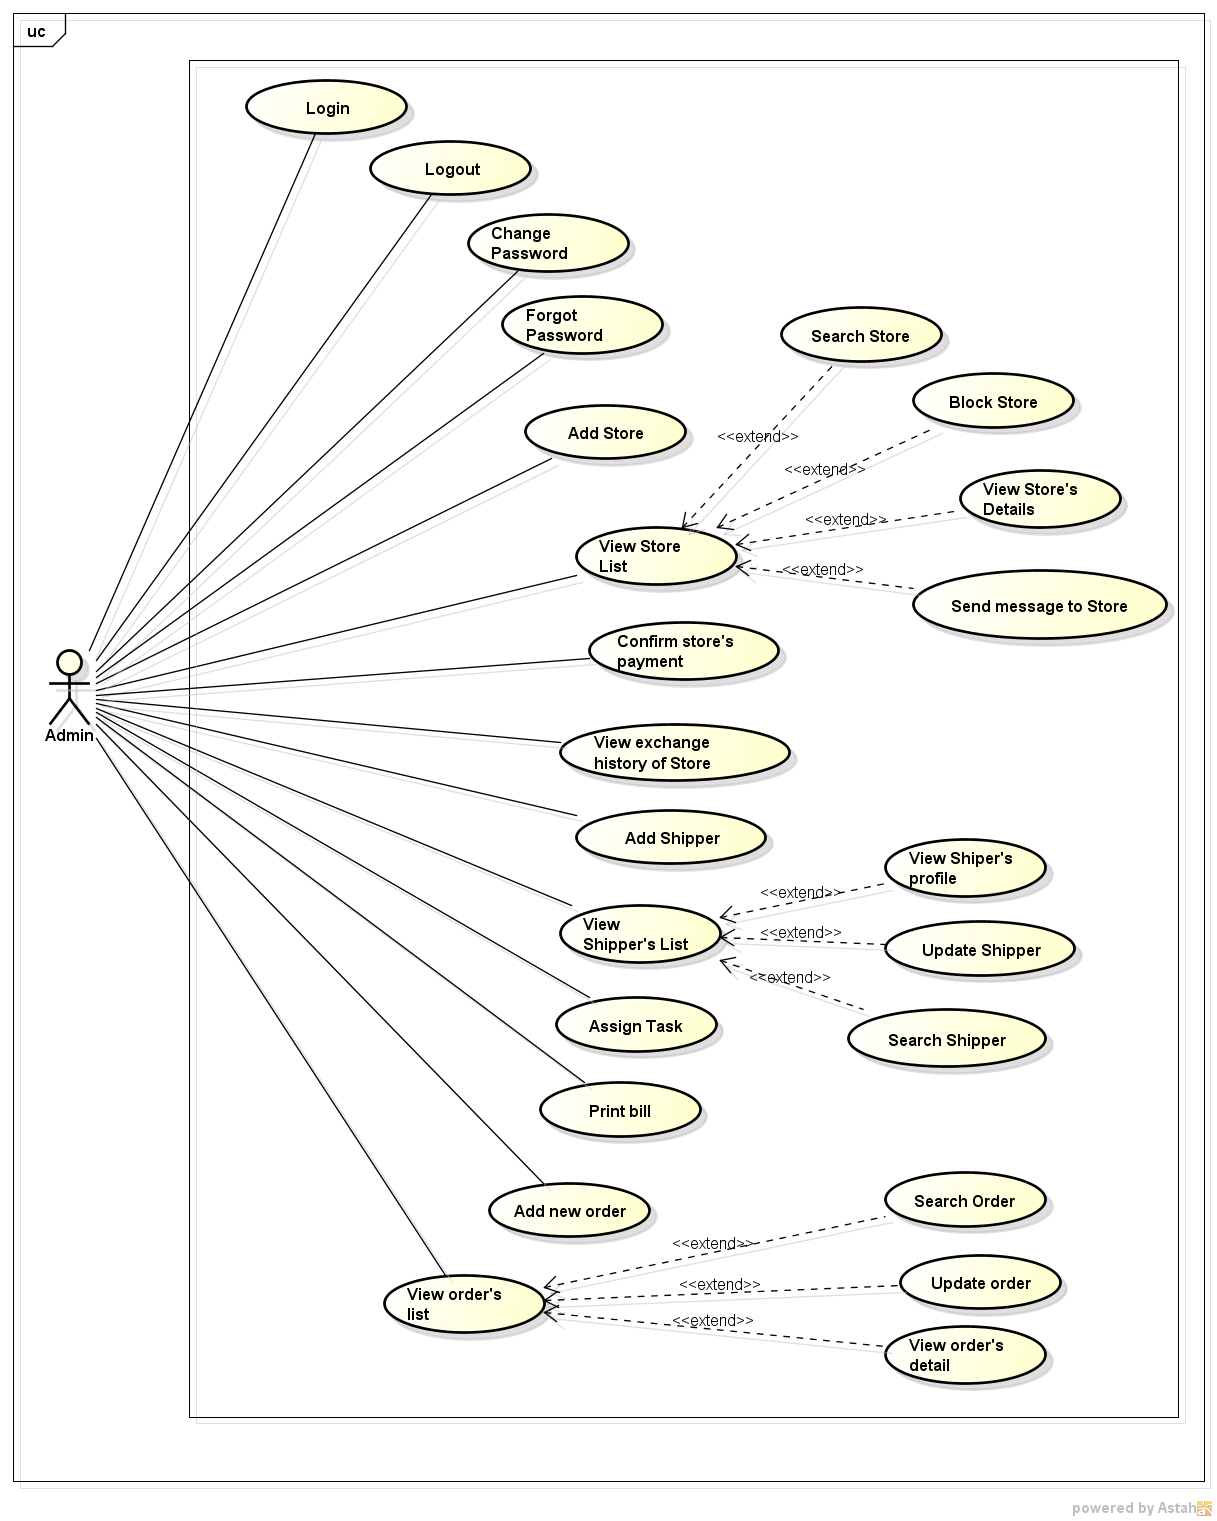 uc
Login
Logout
Change
Password
Forgot
Password
Search Store
Block Store
Add Store
<<extend>>
<<extend>>
View Store's
Details
<<extend>>
View Store
List
<<extend>>
Send message to Store
Confirm store's
payment
Admin
View exchange
history of Store
Add Shipper
View Shiper's
profile
<<extend>>
View
Shipper's List
<<extend>>
Update Shipper
<<extend>>
Assign Task
Search Shipper
Print bill
Search Order
Add new order
<<extend>>
<<extend>>
Update order
View order's
list
<<extend>>
View order's
detail
powered by Astah